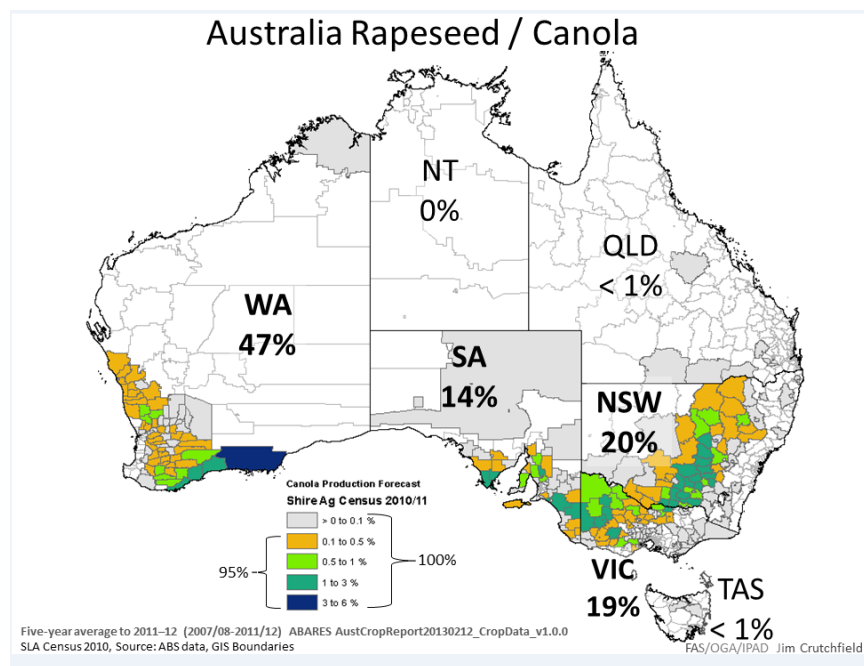 Australia Rapeseed / Canola
NT
0%
QLD
< 1%
WA
47%
SA
14%
NSW
20%
Canola Production Forecast
Shire Ag Census 2010/11
> 0 to 0.1 %
0.1 to 0.5 %
0.5 to 1 %
1 to 3 %
3 to 6 %
95%
100%
VIC
19%
TAS
< 1%
Five-year average to 2011–12 (2007/08-2011/12) ABARES AustCropReport20130212_CropData_v1.0.0
SLA Census 2010, Source: ABS data, GIS Boundaries
FAS/OGA/IPAD Jim Crutchfield